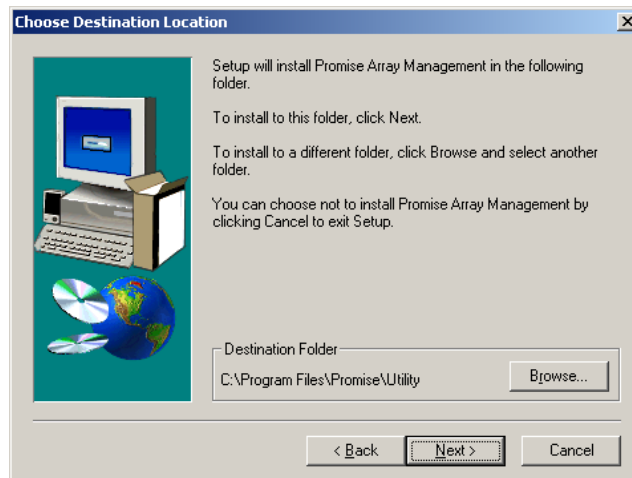 Choose Destination Location
Setup will install Promise Array Management in the following
folder.
To install to this folder, click Next.
To install to a different folder, click Browse and select another
folder.
You can choose not to install Promise Array Management by
clicking Cancel to exit Setup.
Destination Folder
C:\Program Files\Promise\Utility
Browse...
< Back
Next >
Cancel